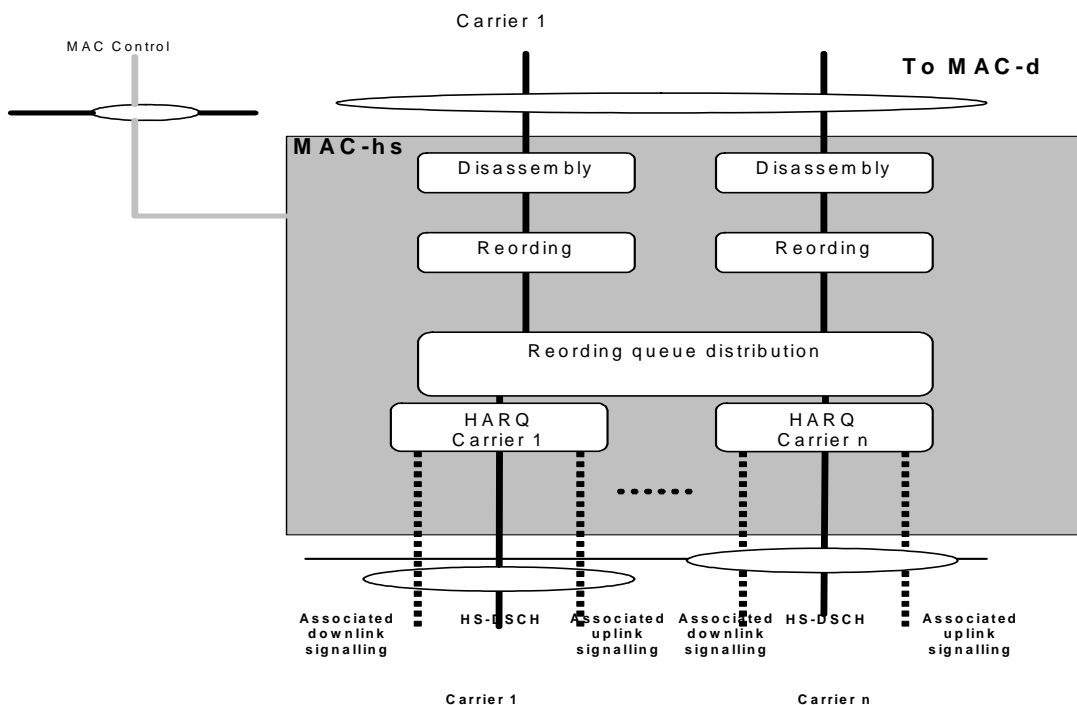 Carrier 1
MAC Control
To MAC-d
MAC-hs
Disassembly
Disassembly
Reording
Reording
Reording queue distribution
HARQ
Carrier 1
HARQ
Carrier n
Associated
downlink
signalling
HS-DSCH
Associated
uplink
signalling
Associated
downlink
signalling
HS-DSCH
Associated
uplink
signalling
Carrier 1
Carrier n